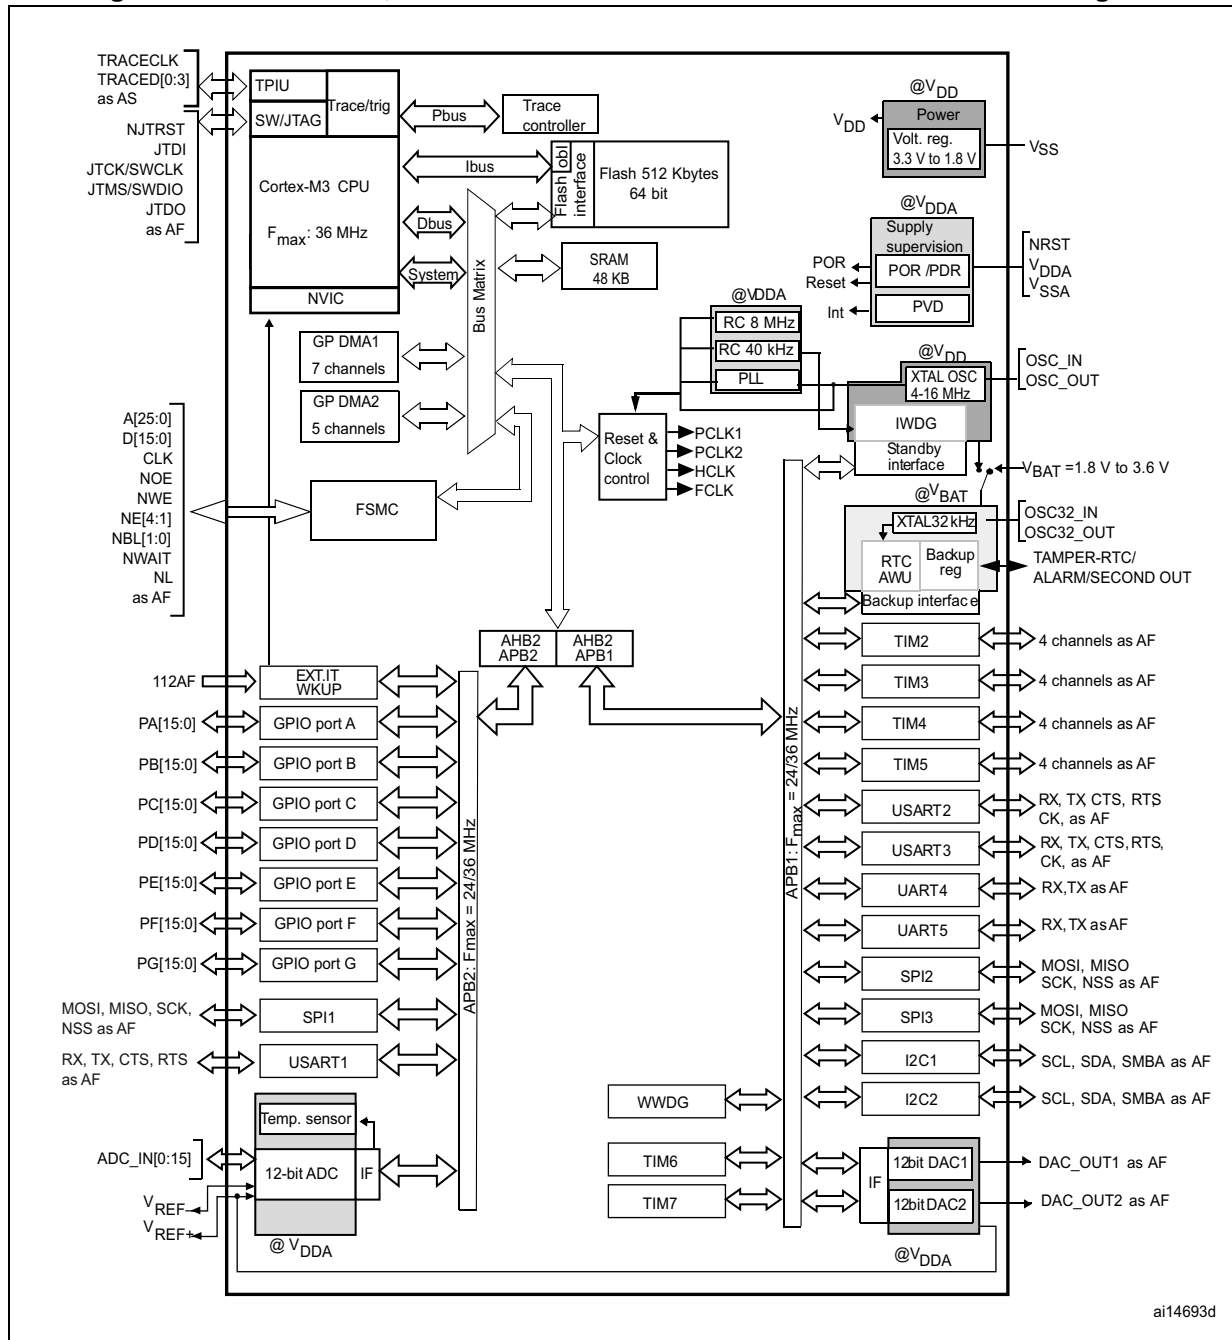 TRACECLK
TRACED[0:3]
as AS
NJTRST
JTDI
JTCK/SWCLK
JTMS/SWDIO
JTDO
as AF
TPIU
Trace/trig
SW/JTAG
Cortex-M3 CPU
Fmax: 36 MHz
NVIC
Pbus
Trace
controller
Ibus
Flash obl
interface
Flash 512 Kbytes
64 bit
Dbus
System
Bus Matrix
SRAM
48 KB
GP DMA1
7 channels
GP DMA2
5 channels
@VDD
Power
VDD
Volt. reg.
3.3 V to 1.8 V
VSS
@VDDA
Supply
supervision
POR
Reset
Int
POR /PDR
PVD
NRST
VDDA
VSSA
@VDDA
RC 8 MHz
RC 40 kHz
PLL
@VDD
XTAL OSC
4-16 MHz
OSC_IN
OSC_OUT
IWDG
Standby
interface
Reset &
Clock
control
PCLK1
PCLK2
HCLK
FCLK
VBAT =1.8 V to 3.6 V
@VBAT
XTAL32 kHz
OSC32_IN
OSC32_OUT
RTC
AWU
Backup
reg
TAMPER-RTC/
ALARM/SECOND OUT
Backup interface
A[25:0]
D[15:0]
CLK
NOE
NWE
NE[4:1]
NBL[1:0]
NWAIT
NL
as AF
FSMC
AHB2
APB2
AHB2
APB1
112AF
EXT.IT
WKUP
PA[15:0]
GPIO port A
PB[15:0]
GPIO port B
PC[15:0]
GPIO port C
PD[15:0]
GPIO port D
PE[15:0]
GPIO port E
PF[15:0]
GPIO port F
PG[15:0]
GPIO port G
MOSI, MISO, SCK,
NSS as AF
SPI1
RX, TX, CTS, RTS
as AF
USART1
Temp. sensor
ADC_IN[0:15]
12-bit ADC
IF
VREF-
VREF+
@ VDDA
APB2: Fmax = 24/36 MHz
APB1: Fmax = 24/36 MHz
TIM2
4 channels as AF
TIM3
4 channels as AF
TIM4
4 channels as AF
TIM5
4 channels as AF
USART2
RX, TX, CTS, RTS,
CK, as AF
USART3
RX, TX, CTS, RTS,
CK, as AF
UART4
RX,TX as AF
UART5
RX, TX as AF
SPI2
MOSI, MISO
SCK, NSS as AF
SPI3
MOSI, MISO
SCK, NSS as AF
I2C1
SCL, SDA, SMBA as AF
I2C2
SCL, SDA, SMBA as AF
WWDG
TIM6
TIM7
IF
12bit DAC1
DAC_OUT1 as AF
12bit DAC2
DAC_OUT2 as AF
@VDDA
ai14693d